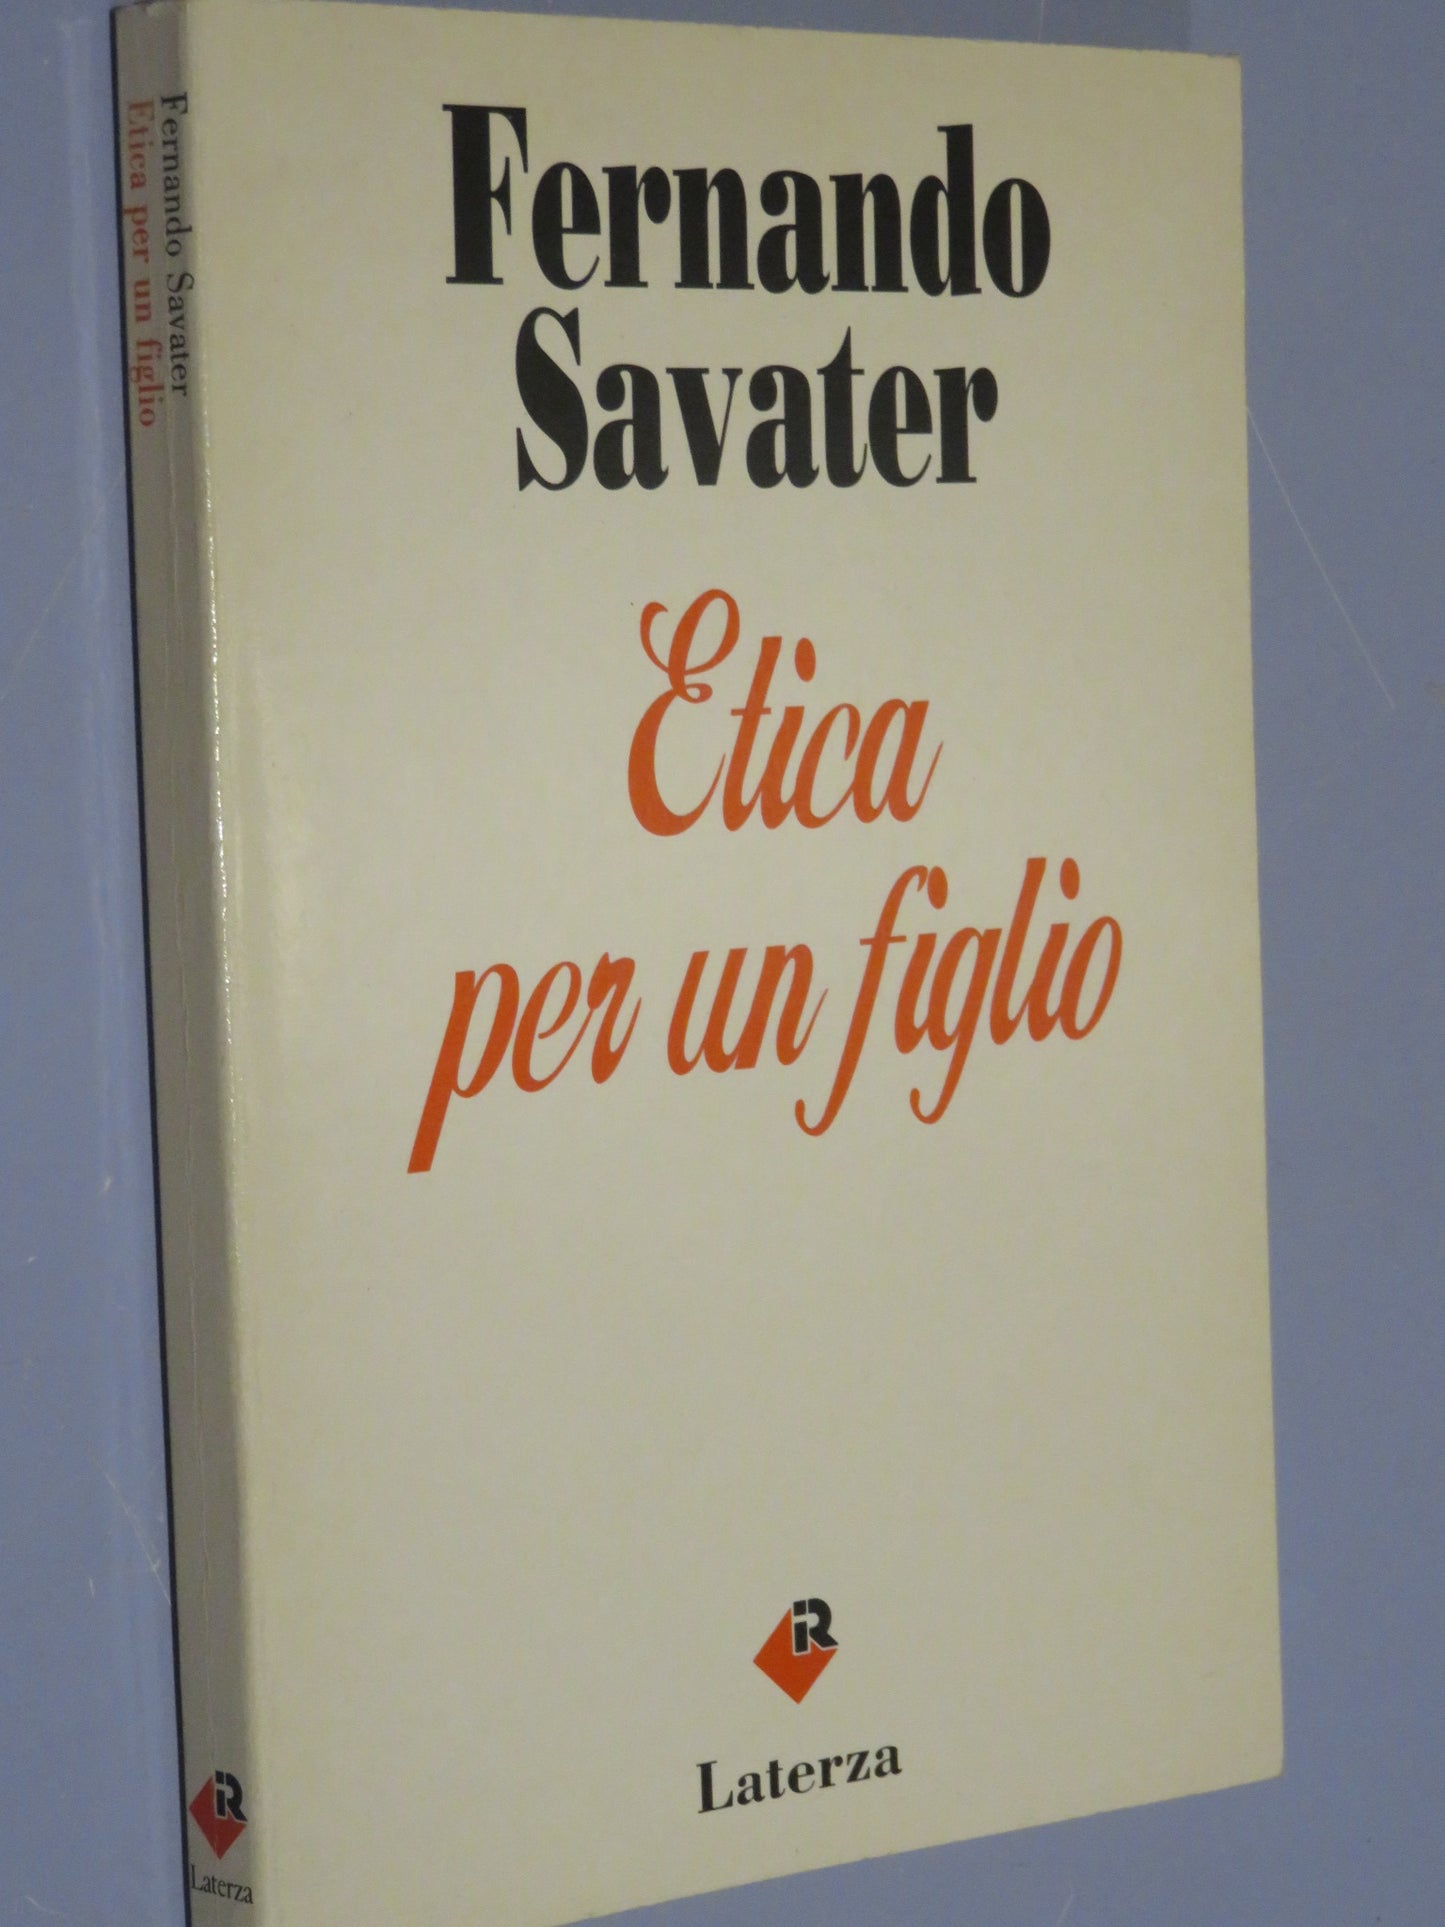 Fernando Savater
Etica per un figlio
Fernando
Savater
Etica
per un figlio
R
Laterza
R
Laterza